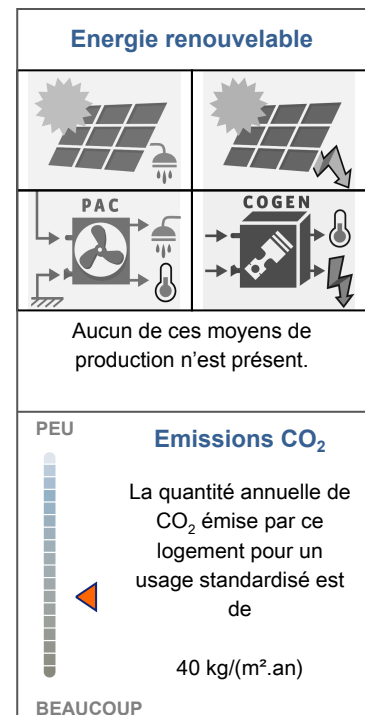 Energie renouvelable
PAC
COGEN
Aucun de ces moyens de
production n’est présent.
PEU
Emissions CO₂
La quantité annuelle de
CO₂ émise par ce
logement pour un
usage standardisé est
de
40 kg/(m².an)
BEAUCOUP